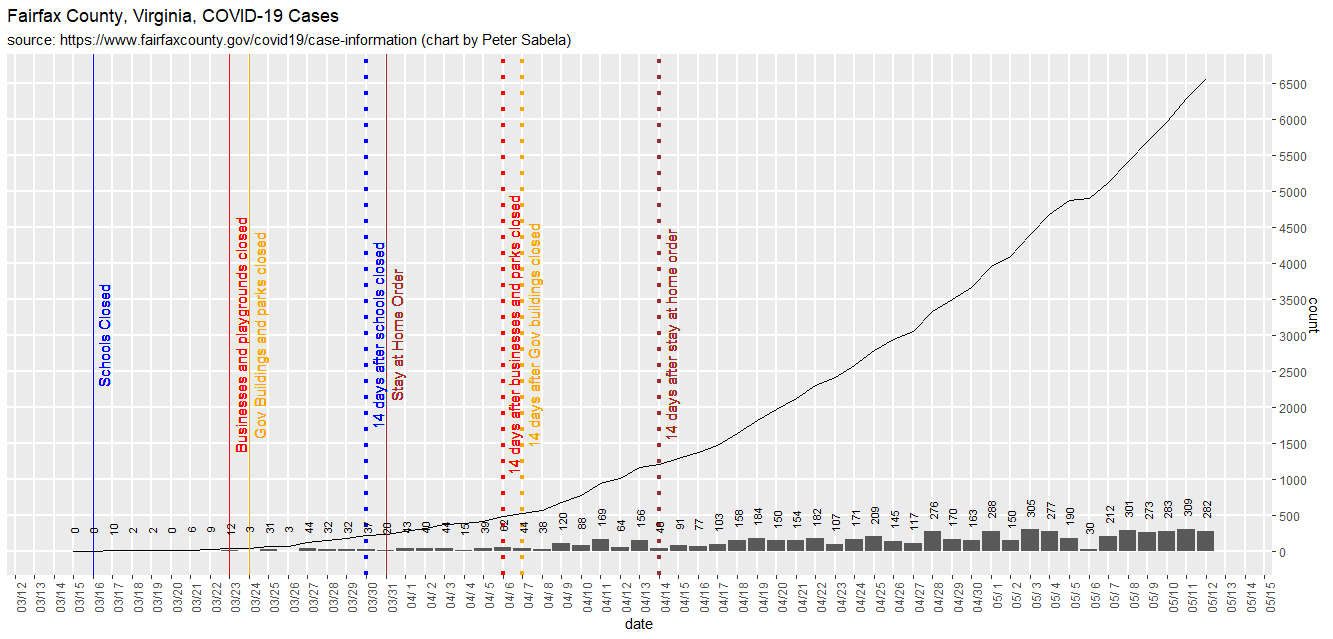 Fairfax County, Virginia, COVID-19 Cases
source: https://www.fairfaxcounty.gov/covid19/case-information (chart by Peter Sabela)
Schools Closed
Businesses and playgrounds closed
Gov Buildings and parks closed
14 days after schools closed
Stay at Home Order
14 days after businesses and parks closed
14 days after Gov buildings closed
14 days after stay at home order
6500
6000
5500
5000
4500
4000
3500
3000
2500
2000
1500
1000
500
0
count
0 0 10 2 2 0 6 9 12 3 31 3 44 32 32 37 20 43 40 44 15 39 62 44 38 120 88 169 64 156 48 91 77 103 158 184 150 154 182 107 171 209 145 117 276 170 163 288 150 305 277 190 30 212 301 273 283 309 282
03/12 03/13 03/14 03/15 03/16 03/17 03/18 03/19 03/20 03/21 03/22 03/23 03/24 03/25 03/26 03/27 03/28 03/29 03/30 03/31 04/ 1 04/ 2 04/ 3 04/ 4 04/ 5 04/ 6 04/ 7 04/ 8 04/ 9 04/10 04/11 04/12 04/13 04/14 04/15 04/16 04/17 04/18 04/19 04/20 04/21 04/22 04/23 04/24 04/25 04/26 04/27 04/28 04/29 04/30 05/ 1 05/ 2 05/ 3 05/ 4 05/ 5 05/ 6 05/ 7 05/ 8 05/ 9 05/10 05/11 05/12 05/13 05/14 05/15
date